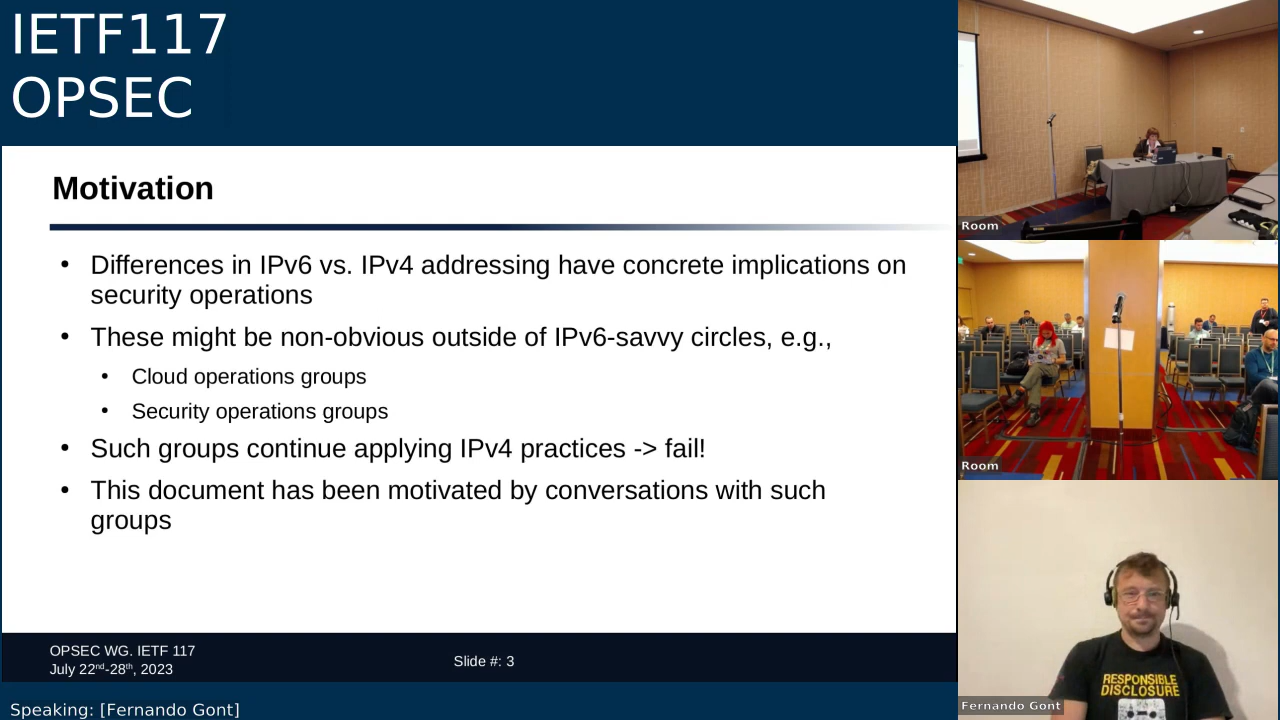 IETF117
OPSEC
Motivation
• Differences in IPv6 vs. IPv4 addressing have concrete implications on
security operations
• These might be non-obvious outside of IPv6-savvy circles, e.g.,
• Cloud operations groups
• Security operations groups
• Such groups continue applying IPv4 practices -> fail!
• This document has been motivated by conversations with such
groups
OPSEC WG. IETF 117
July 22nd-28th, 2023
Slide #: 3
Speaking: [Fernando Gont]
Room
Room
RESPONSIBLE
DISCLOSURE
Fernando Gont